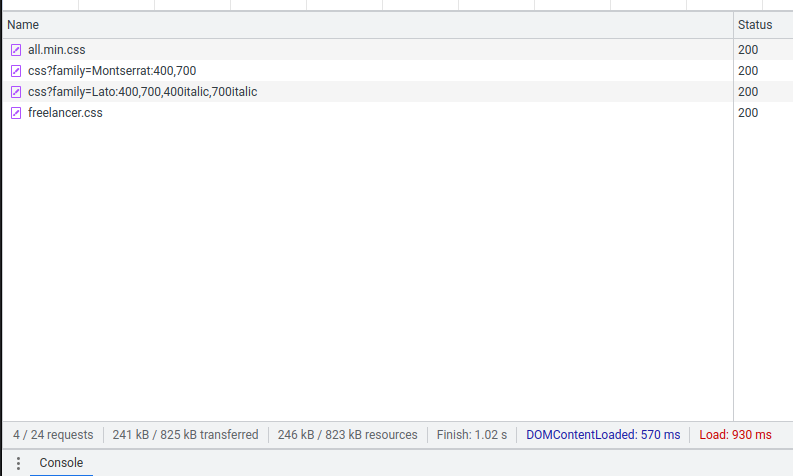 Name Status
all.min.css 200
css?family=Montserrat:400,700 200
css?family=Lato:400,700,400italic,700italic 200
freelancer.css 200
4 / 24 requests 241 kB / 825 kB transferred 246 kB / 823 kB resources Finish: 1.02 s DOMContentLoaded: 570 ms Load: 930 ms
Console